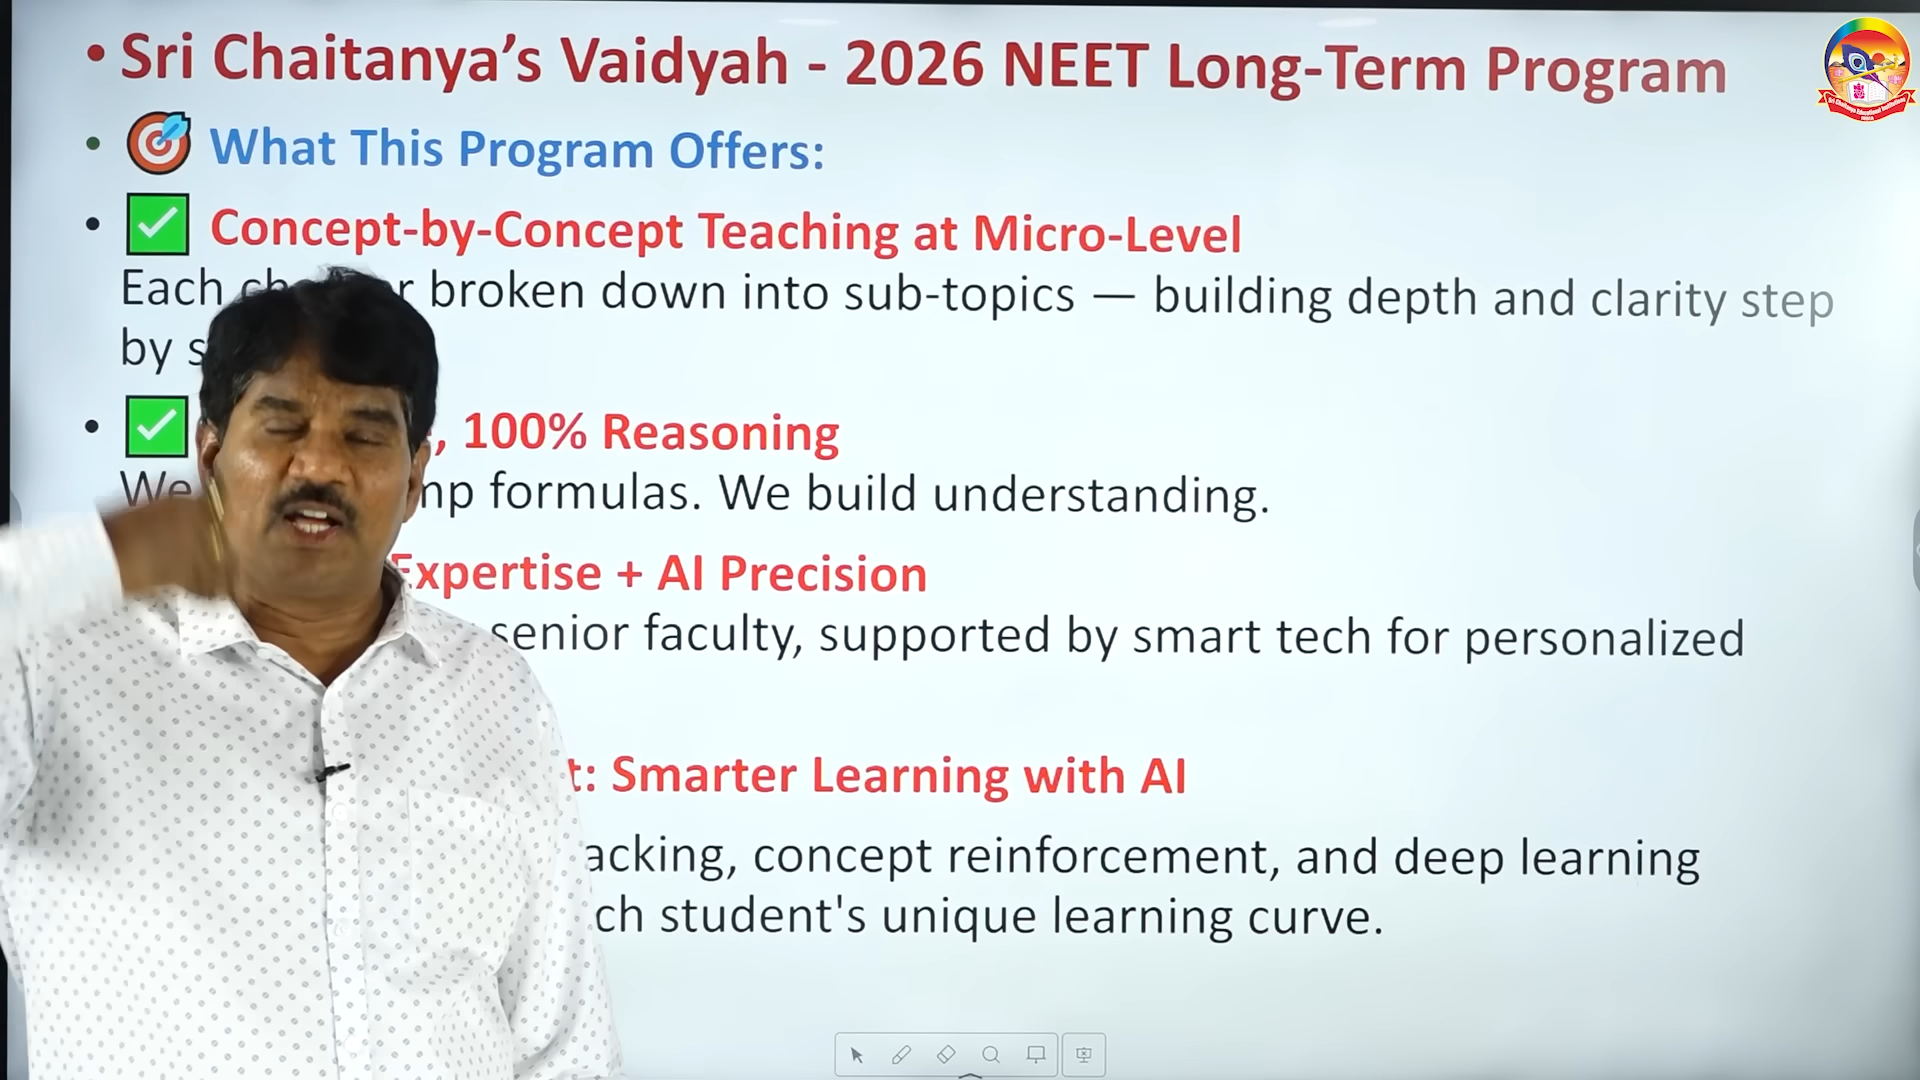 • Sri Chaitanya’s Vaidyah - 2026 NEET Long-Term Program
• What This Program Offers:
• Concept-by-Concept Teaching at Micro-Level
Each broken down into sub-topics — building depth and clarity step
by
• , 100% Reasoning
We formulas. We build understanding.
Expertise + AI Precision
senior faculty, supported by smart tech for personalized
: Smarter Learning with AI
concept reinforcement, and deep learning
student's unique learning curve.